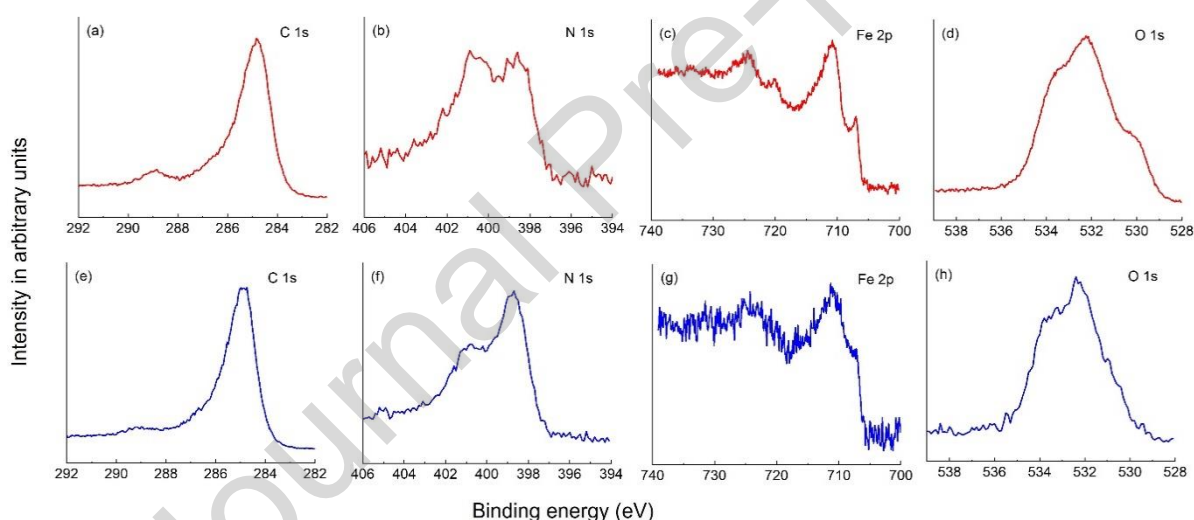 (a) C 1s
292 290 288 286 284 282
(b) N 1s
406 404 402 400 398 396 394
(c) Fe 2p
740 730 720 710 700
(d) O 1s
538 536 534 532 530 528
Intensity in arbitrary units
(e) C 1s
292 290 288 286 284 282
(f) N 1s
406 404 402 400 398 396 394
(g) Fe 2p
740 730 720 710 700
(h) O 1s
538 536 534 532 530 528
Binding energy (eV)
Journal Pre-